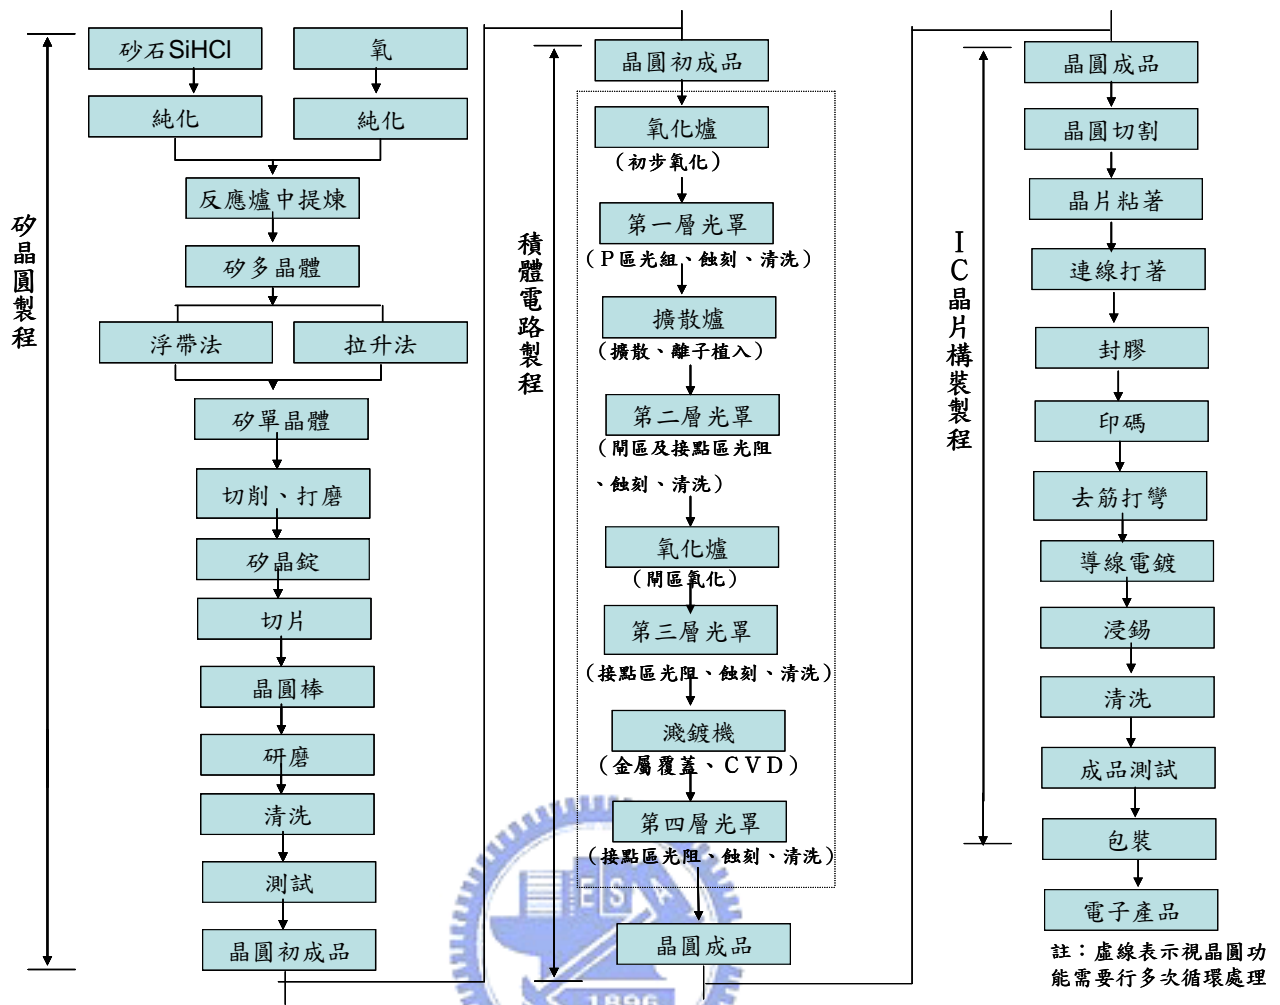 矽晶圓製程
砂石SiHCl
氧
純化
純化
反應爐中提煉
矽多晶體
浮帶法
拉升法
矽單晶體
切削、打磨
矽晶錠
切片
晶圓棒
研磨
清洗
測試
晶圓初成品
積體電路製程
晶圓初成品
氧化爐
(初步氧化)
第一層光罩
(P區光組、蝕刻、清洗)
擴散爐
(擴散、離子植入)
第二層光罩
(閘區及接點區光阻
、蝕刻、清洗)
氧化爐
(閘區氧化)
第三層光罩
(接點區光阻、蝕刻、清洗)
濺鍍機
(金屬覆蓋、CVD)
第四層光罩
(接點區光阻、蝕刻、清洗)
晶圓成品
IC晶片構裝製程
晶圓成品
晶圓切割
晶片粘著
連線打著
封膠
印碼
去筋打彎
導線電鍍
浸錫
清洗
成品測試
包裝
電子產品
註：虛線表示視晶圓功
能需要行多次循環處理
ESA
1896